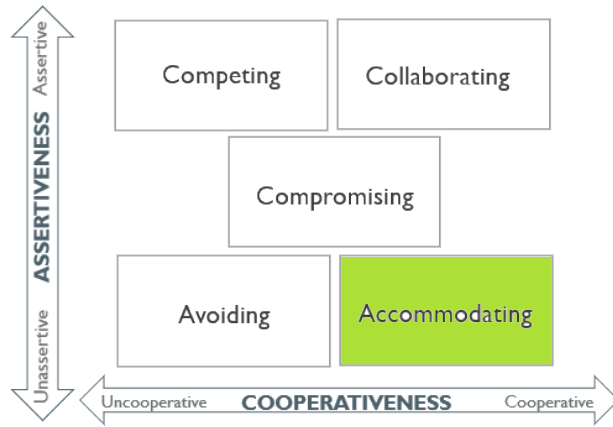 Assertive
ASSERTIVENESS
Unassertive
Competing
Collaborating
Compromising
Avoiding
Accommodating
Uncooperative
COOPERATIVENESS
Cooperative